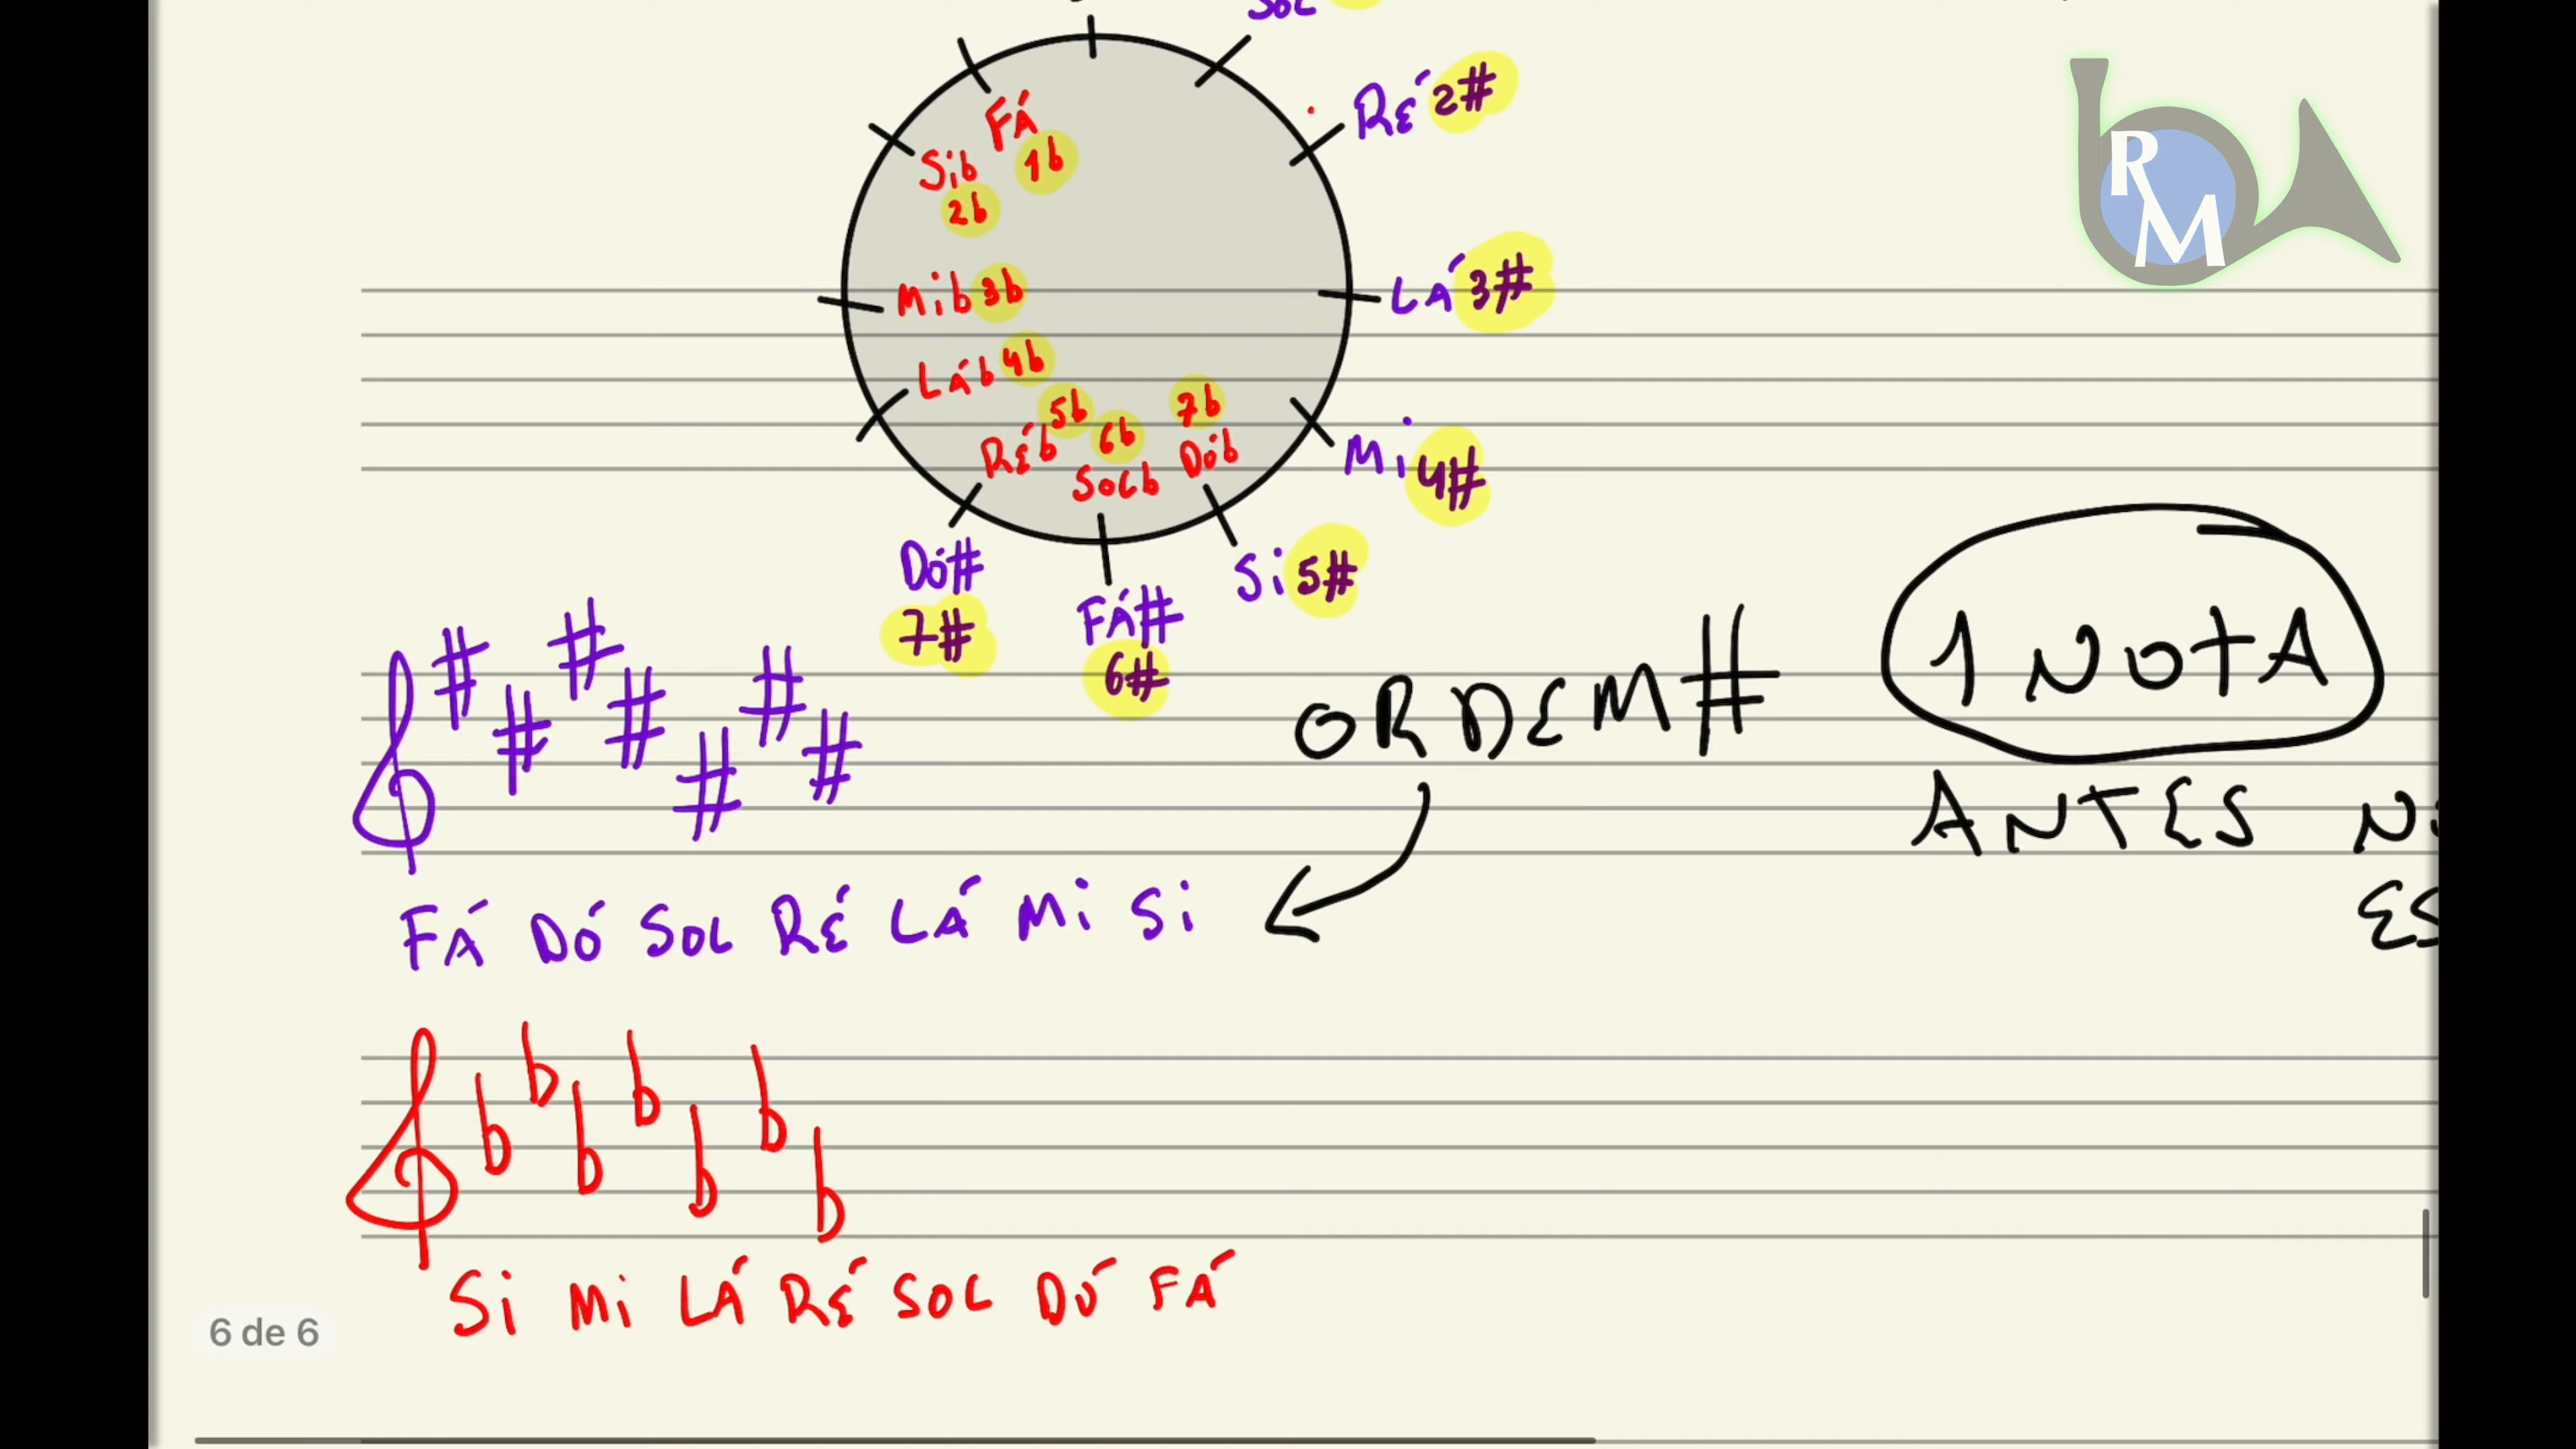 SOL
RÉ 2#
FÁ
1b
Sib
2b
Mib 3b
LÁ 3#
LÁb 4b
5b
RÉb
6b
SOLb
7b
DÓb
Mi 4#
Si 5#
DÓ#
7#
FÁ#
6#
ORDEM #
1 NOTA
ANTES
FÁ DÓ SOL RÉ LÁ Mi Si
b b b b b b b
Si Mi LÁ RÉ SOL DÓ FÁ
6 de 6
RM